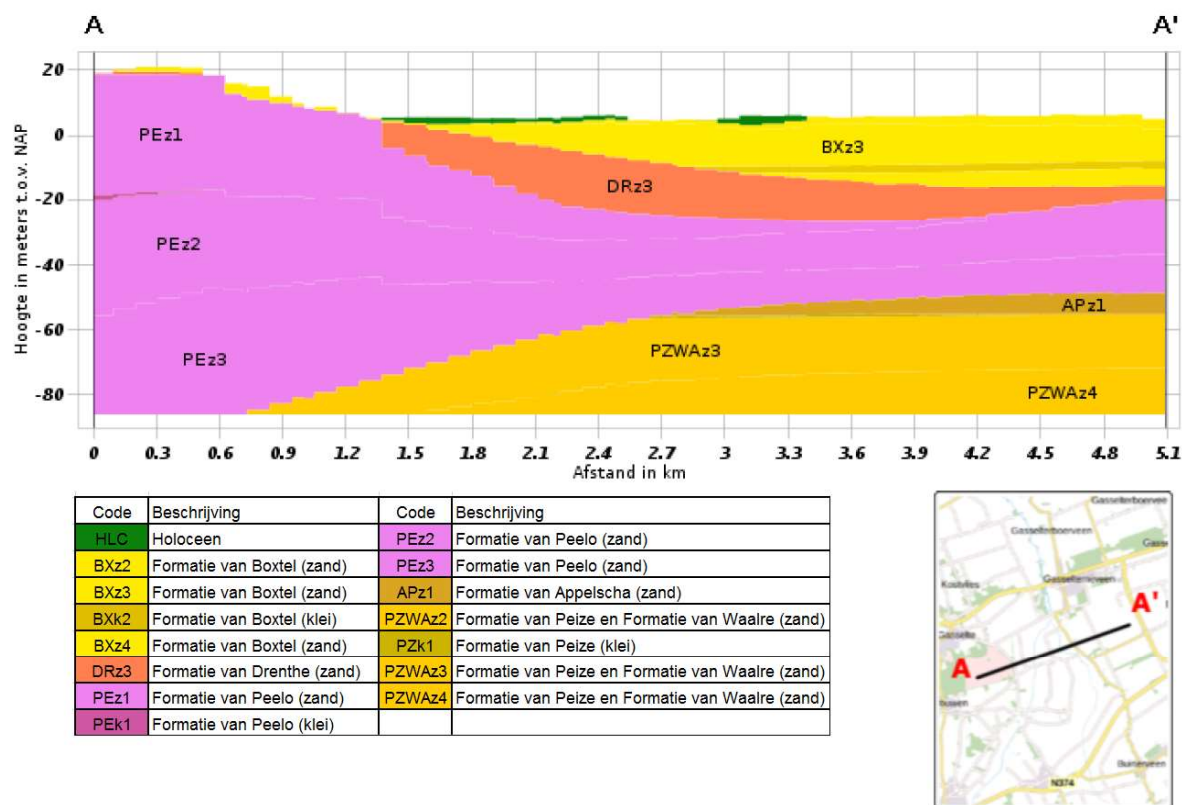 A A'
Hoogte in meters t.o.v. NAP
20
0
-20
-40
-60
-80
PEz1
BXz3
DRz3
PEz2
APz1
PEz3
PZWAz3
PZWAz4
0 0.3 0.6 0.9 1.2 1.5 1.8 2.1 2.4 2.7 3.0 3.3 3.6 3.9 4.2 4.5 4.8 5.1
Afstand in km
Code Beschrijving Code Beschrijving
HLC Holoceen PEz2 Formatie van Peelo (zand)
BXz2 Formatie van Boxtel (zand) PEz3 Formatie van Peelo (zand)
BXz3 Formatie van Boxtel (zand) APz1 Formatie van Appelscha (zand)
BXk2 Formatie van Boxtel (klei) PZWAz2 Formatie van Peize en Formatie van Waalre (zand)
BXz4 Formatie van Boxtel (zand) PZk1 Formatie van Peize (klei)
DRz3 Formatie van Drenthe (zand) PZWAz3 Formatie van Peize en Formatie van Waalre (zand)
PEz1 Formatie van Peelo (zand) PZWAz4 Formatie van Peize en Formatie van Waalre (zand)
PEk1 Formatie van Peelo (klei)
Gasselterboervee
Gasselterboerveen
Gasse
Gasselternijveen
A'
Gasselte
A
Buinerveen
N374